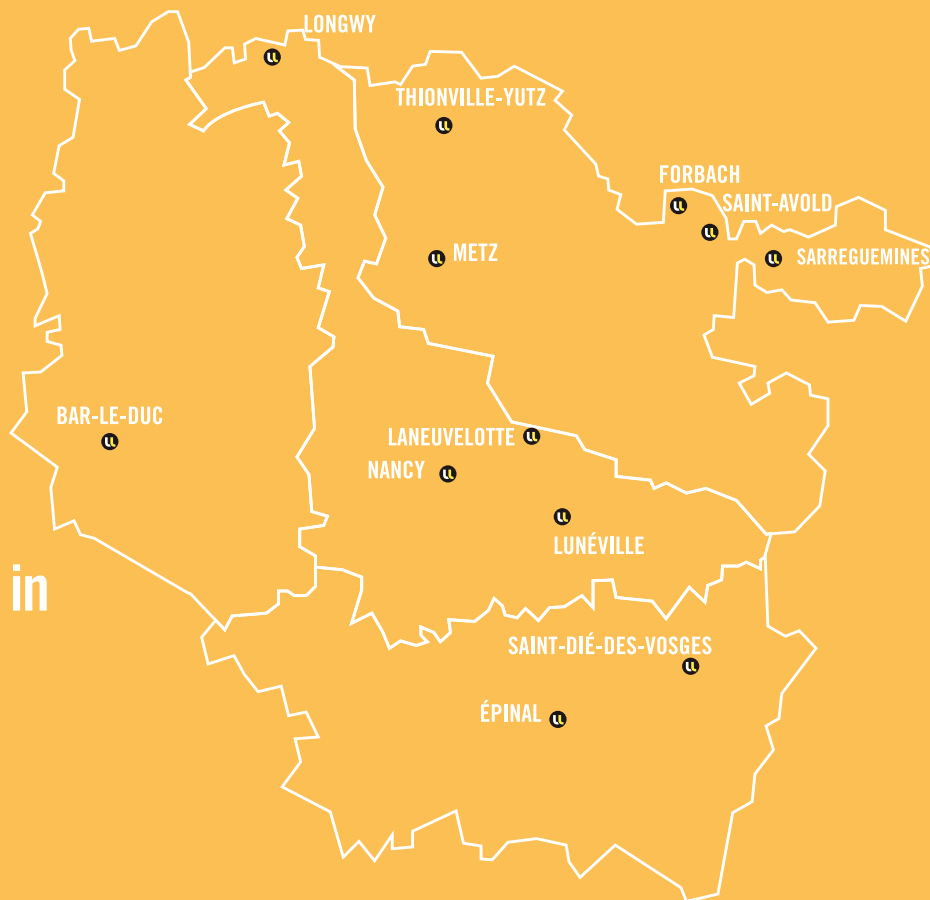 LONGWY
THIONVILLE-YUTZ
FORBACH
SAINT-AVOLD
METZ
SARREGUEMINES
BAR-LE-DUC
LANEUVELOTTE
NANCY
LUNÉVILLE
in
SAINT-DIÉ-DES-VOSGES
ÉPINAL